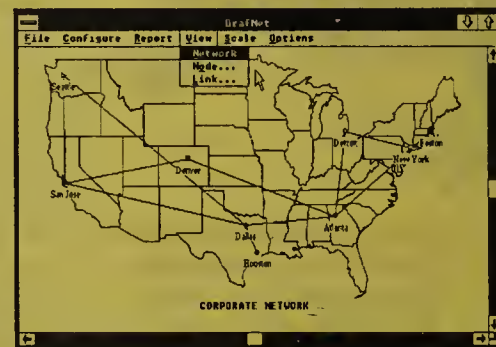 GrafNet
File Configure Report View Scale Options
Network
Node...
Link...
Seattle
Detroit
Boston
New York
Denver
San Jose
Dallas
Atlanta
Houston
CORPORATE NETWORK